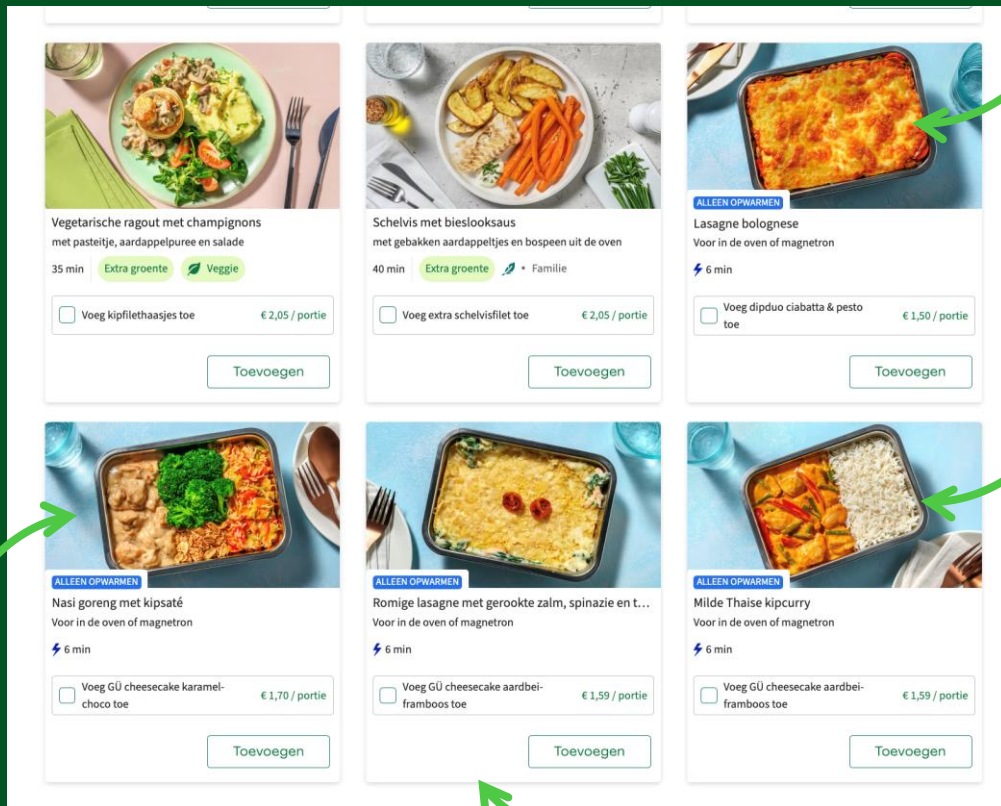 Vegetarische ragout met champignons
met pasteitje, aardappelpuree en salade
35 min Extra groente Veggie
Voeg kipfilethaasjes toe € 2,05 / portie
Toevoegen
Schelvis met bieslooksaus
met gebakken aardappeltjes en bospeen uit de oven
40 min Extra groente • Familie
Voeg extra schelvisfilet toe € 2,05 / portie
Toevoegen
ALLEEN OPWARMEN
Lasagne bolognese
Voor in de oven of magnetron
6 min
Voeg dipduo ciabatta & pesto
toe
€ 1,50 / portie
Toevoegen
ALLEEN OPWARMEN
Nasi goreng met kipsaté
Voor in de oven of magnetron
6 min
Voeg GÜ cheesecake karamel-
choco toe
€ 1,70 / portie
Toevoegen
ALLEEN OPWARMEN
Romige lasagne met gerookte zalm, spinazie en t...
Voor in de oven of magnetron
6 min
Voeg GÜ cheesecake aardbei-
framboos toe
€ 1,59 / portie
Toevoegen
ALLEEN OPWARMEN
Milde Thaise kipcurry
Voor in de oven of magnetron
6 min
Voeg GÜ cheesecake aardbei-
framboos toe
€ 1,59 / portie
Toevoegen